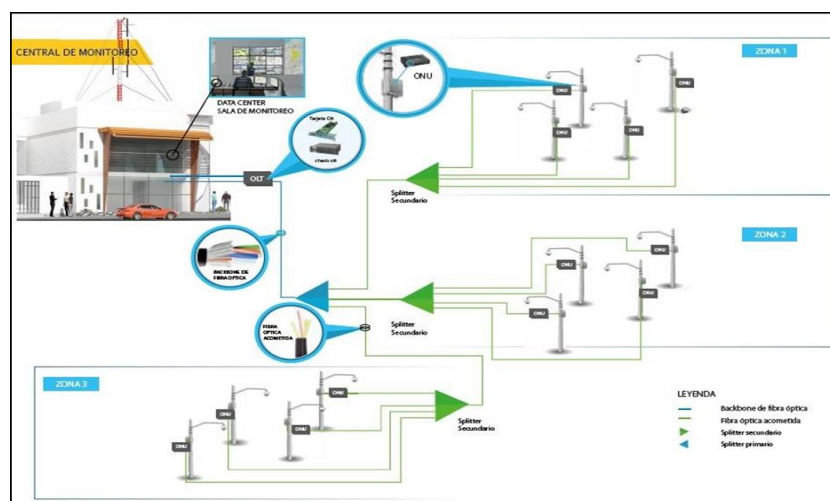 CENTRAL DE MONITOREO
DATA CENTER
SALA DE MONITOREO
ONU
ZONA 1
ONU
ONU
ONU
ONU
Tarjeta Olt
chasis olt
OLT
Splitter
Secundario
BACKBONE DE
FIBRA ÓPTICA
ZONA 2
ONU
ONU
ONU
ONU
Splitter
Secundario
FIBRA
OPTICA
ACOMETIDA
ZONA 3
ONU
ONU
ONU
ONU
Splitter
Secundario
LEYENDA
Backbone de fibra óptica
Fibra óptica acometida
Splitter secundario
Splitter primario